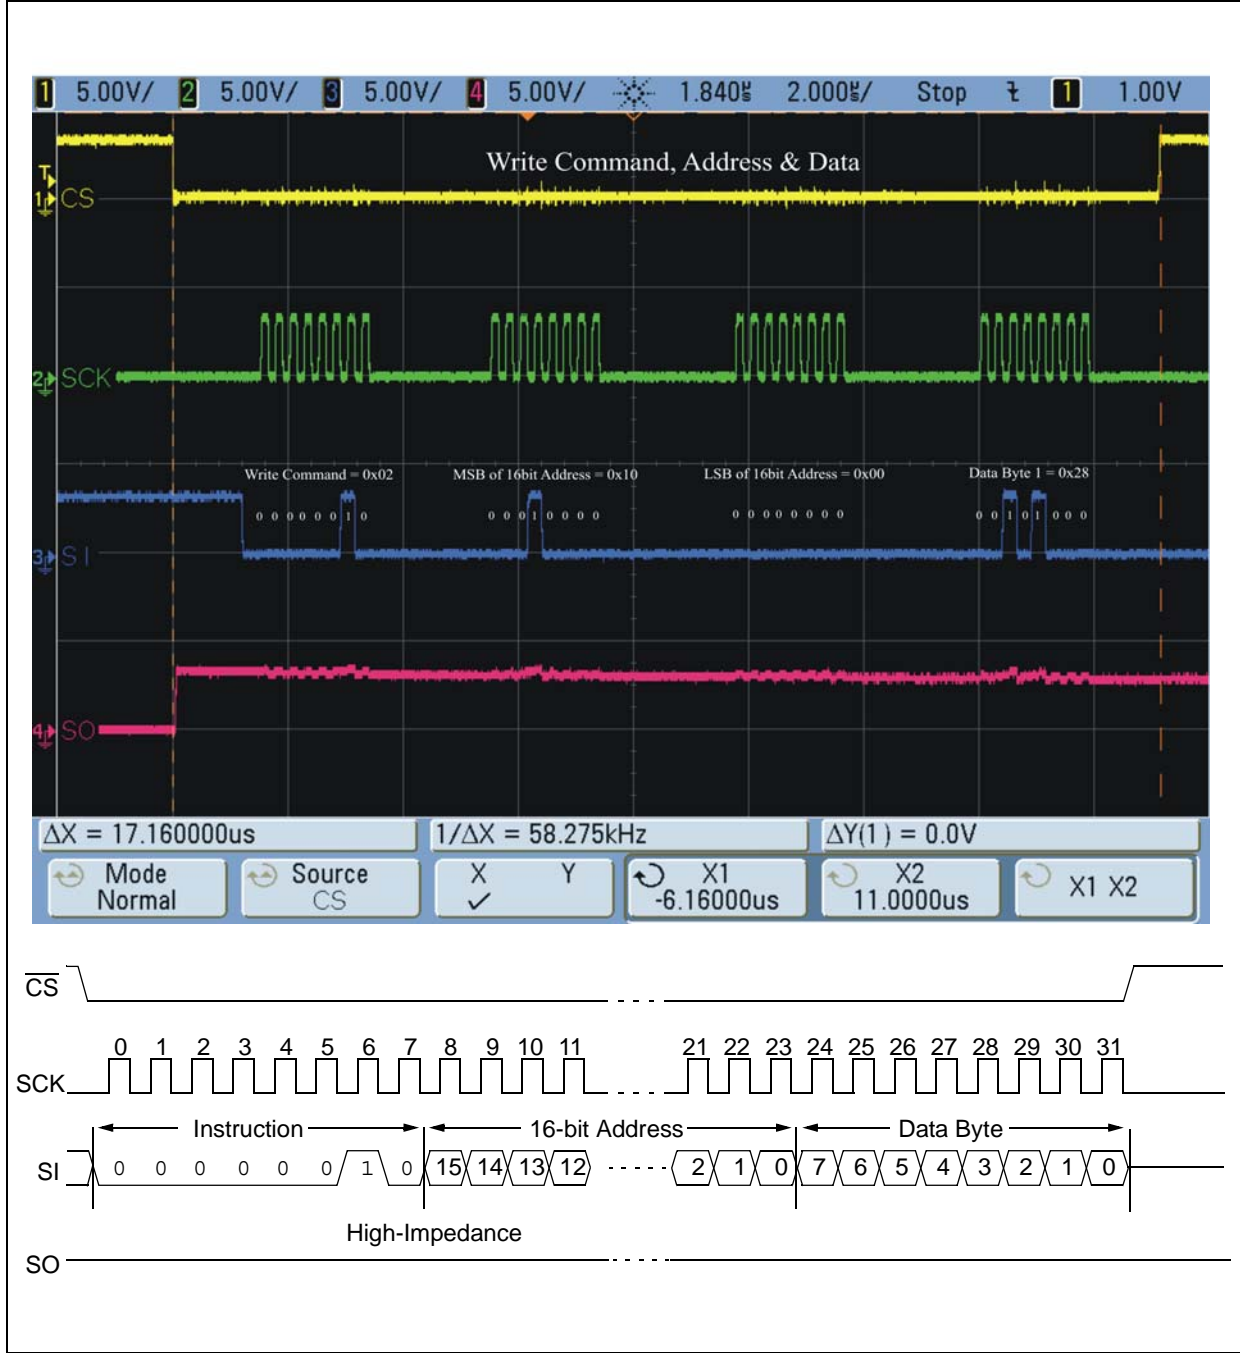 1 5.00V/ 2 5.00V/ 3 5.00V/ 4 5.00V/ 1.840µs 2.000µs/ Stop 1 1.00V
Write Command, Address & Data
T
1 CS
2 SCK
Write Command = 0x02 MSB of 16bit Address = 0x10 LSB of 16bit Address = 0x00 Data Byte 1 = 0x28
0 0 0 0 0 0 1 0 0 0 0 1 0 0 0 0 0 0 0 0 0 0 0 0 0 0 1 0 1 0 0 0
3 SI
4 SO
ΔX = 17.160000us 1/ΔX = 58.275kHz ΔY(1) = 0.0V
Mode Source X Y X1 X2 X1 X2
Normal CS ✓ -6.16000us 11.0000us
CS
0 1 2 3 4 5 6 7 8 9 10 11 21 22 23 24 25 26 27 28 29 30 31
SCK
Instruction 16-bit Address Data Byte
SI 0 0 0 0 0 0 1 0 15 14 13 12 2 1 0 7 6 5 4 3 2 1 0
High-Impedance
SO